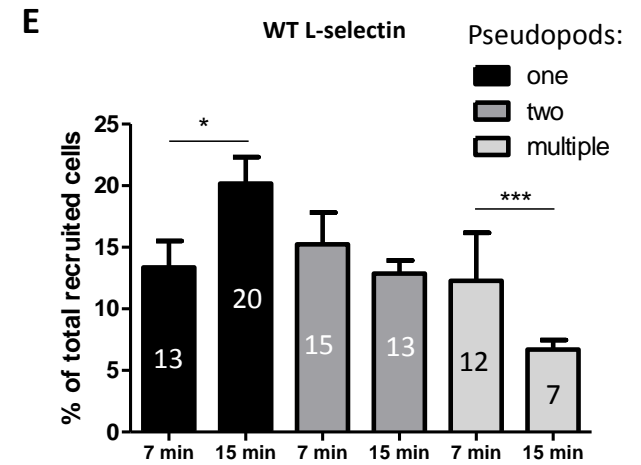 E
WT L-selectin
Pseudopods:
one
two
multiple
% of total recruited cells
25
20
15
10
5
0
*
***
13
20
15
13
12
7
7 min 15 min 7 min 15 min 7 min 15 min